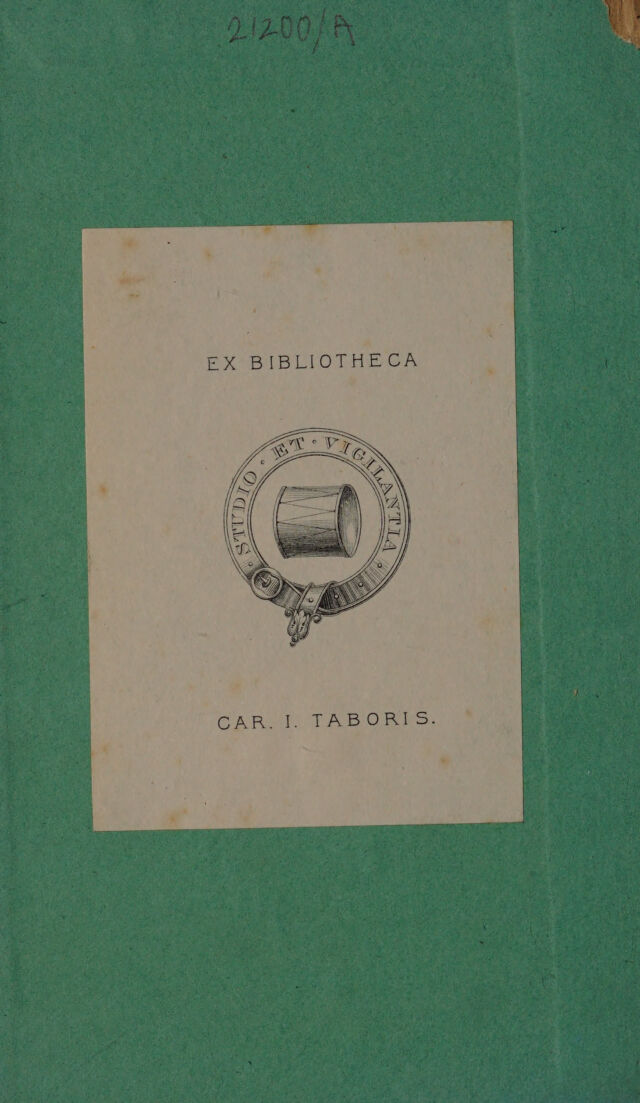 21200/A
EX BIBLIOTHECA
STUDIO · ET · VIGILANTIA ·
CAR. I. TABORIS.